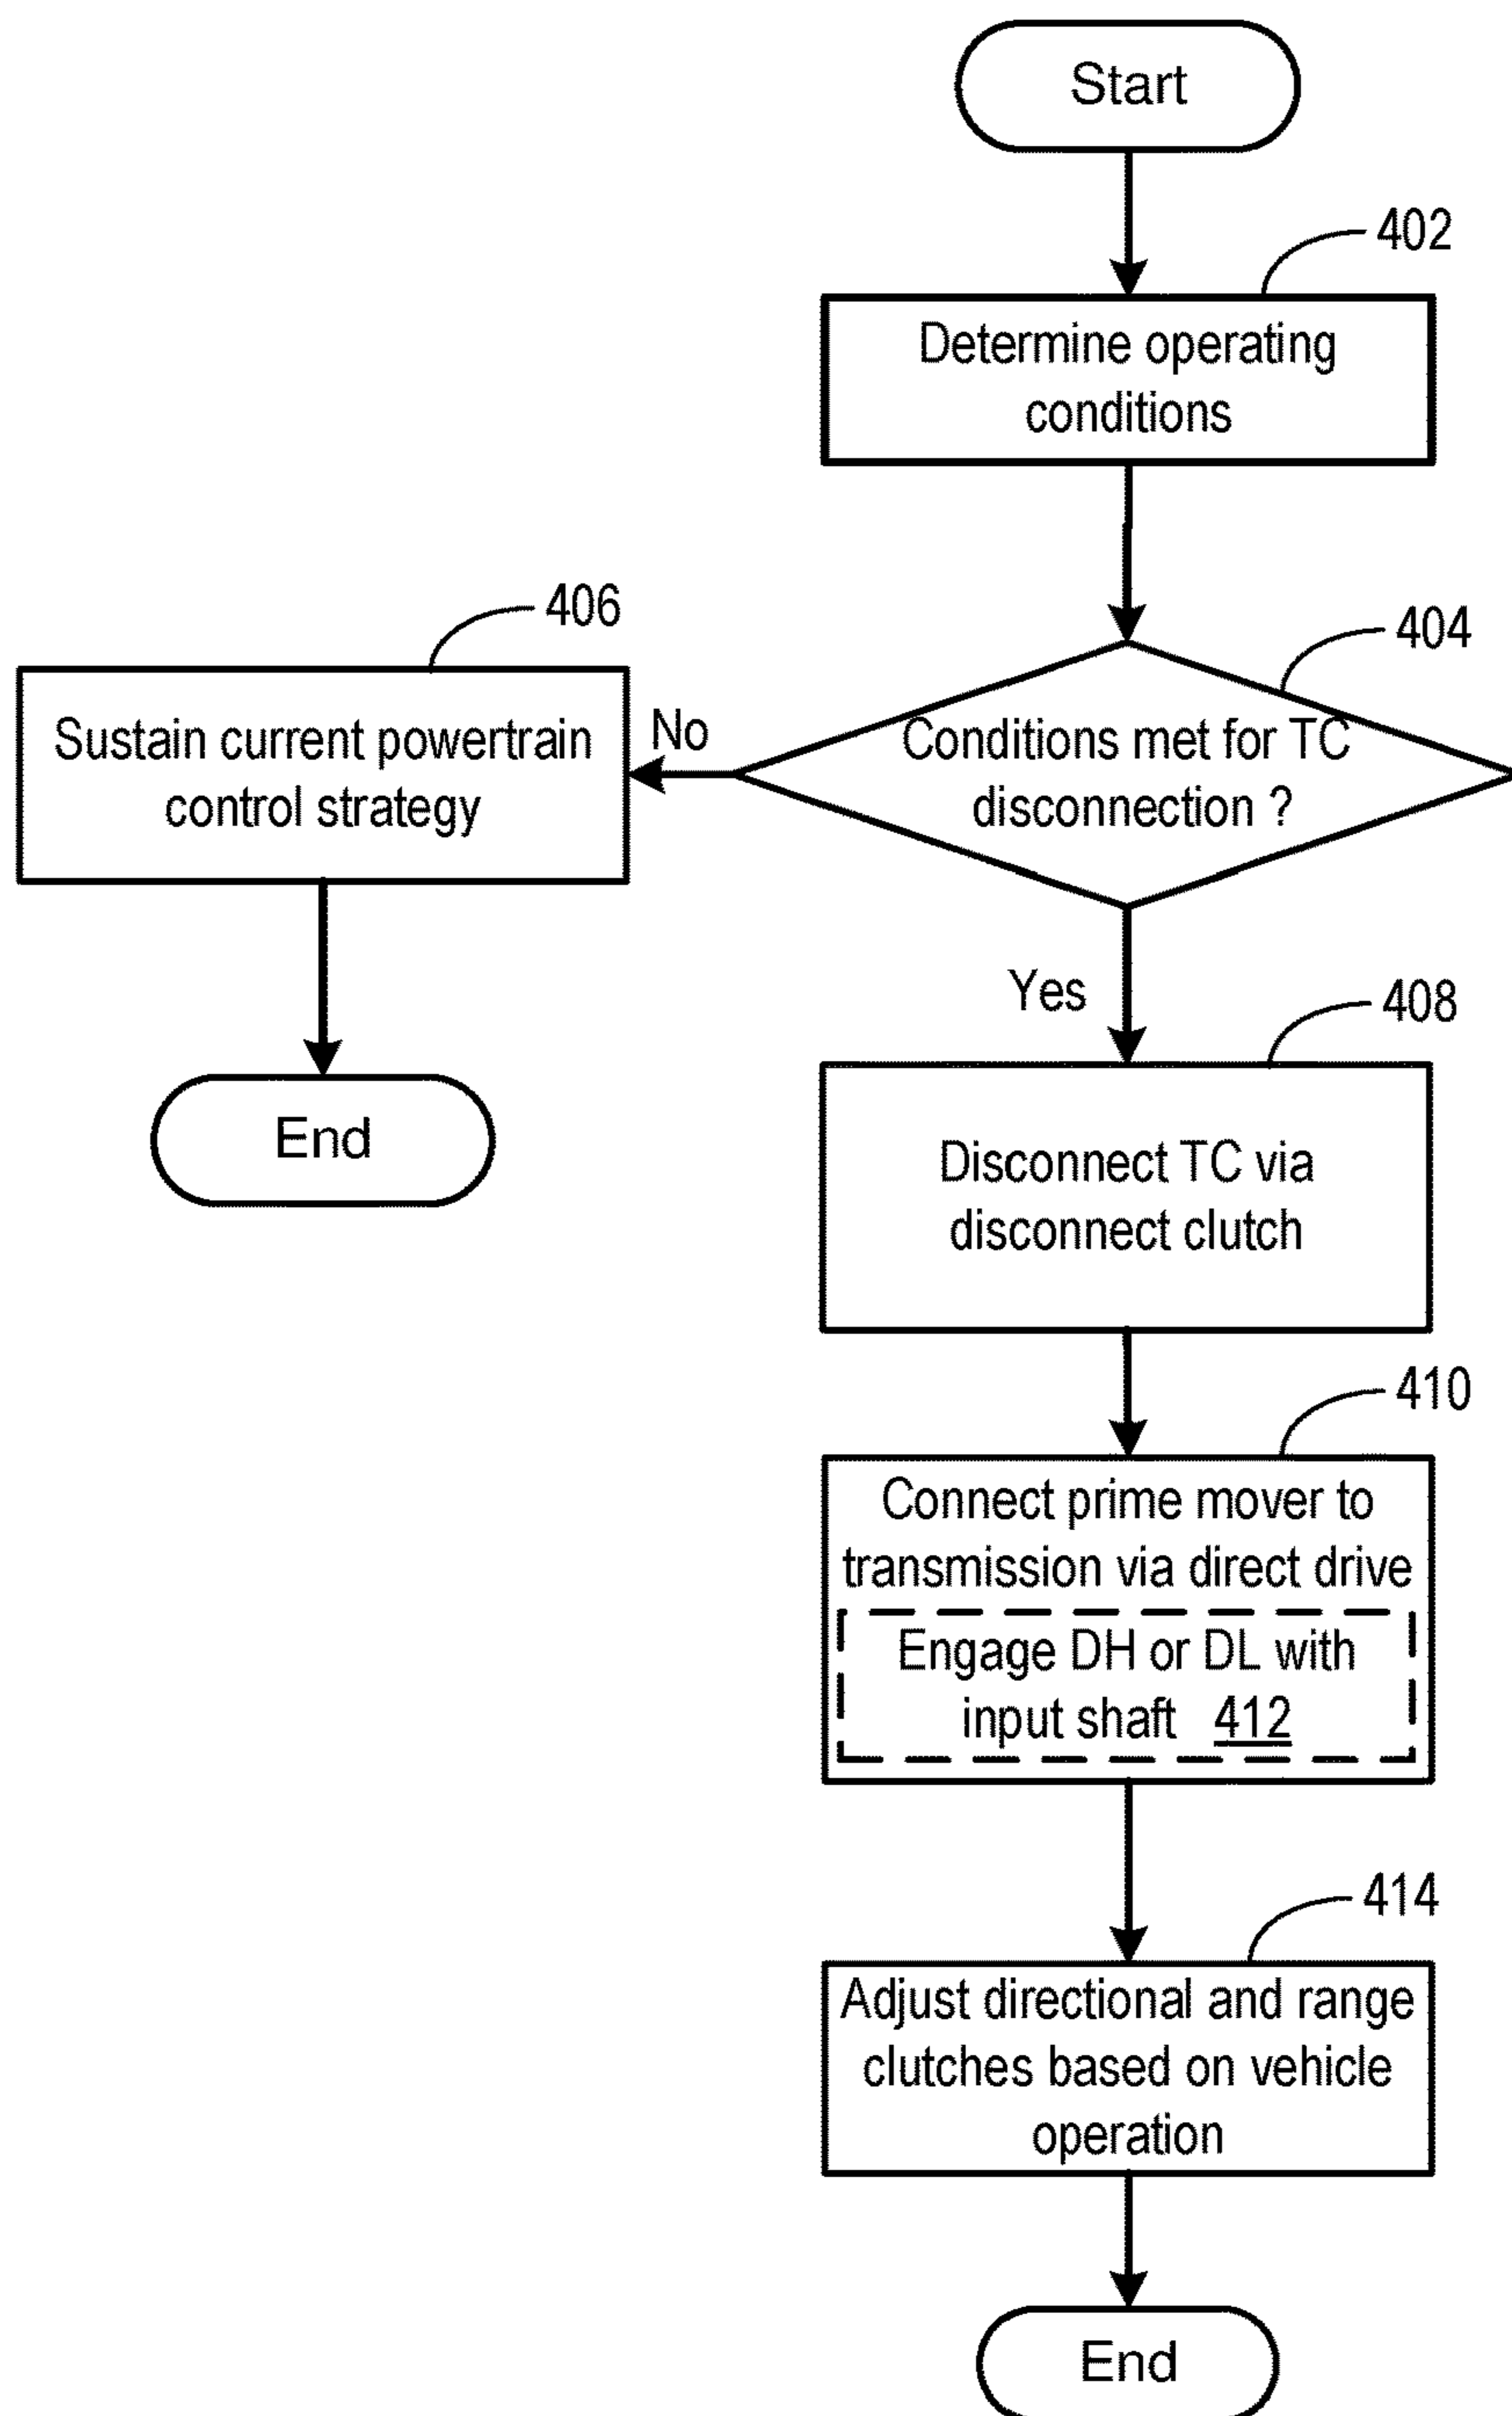 Start
402
Determine operating
conditions
404
Conditions met for TC
disconnection ?
No
406
Sustain current powertrain
control strategy
End
Yes
408
Disconnect TC via
disconnect clutch
410
Connect prime mover to
transmission via direct drive
Engage DH or DL with
input shaft 412
414
Adjust directional and range
clutches based on vehicle
operation
End